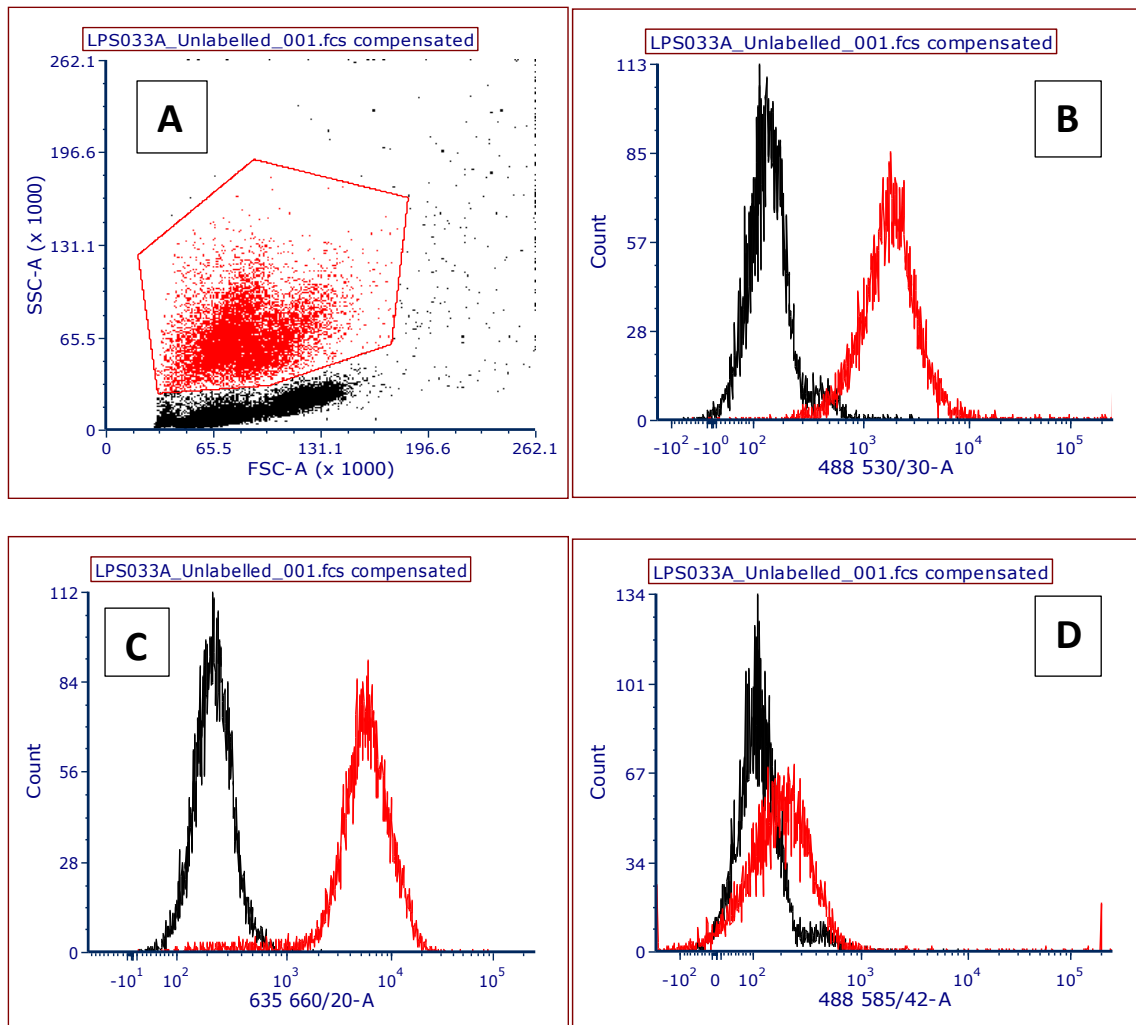 LPS033A_Unlabelled_001.fcs compensated
A
262.1
196.6
131.1
65.5
0
SSC-A (x 1000)
0 65.5 131.1 196.6 262.1
FSC-A (x 1000)
LPS033A_Unlabelled_001.fcs compensated
B
113
85
57
28
0
Count
-10² -10 0 10² 10³ 10⁴ 10⁵
488 530/30-A
LPS033A_Unlabelled_001.fcs compensated
C
112
84
56
28
0
Count
-10¹ 10² 10³ 10⁴ 10⁵
635 660/20-A
LPS033A_Unlabelled_001.fcs compensated
D
134
101
67
34
0
Count
-10² 0 10² 10³ 10⁴ 10⁵
488 585/42-A